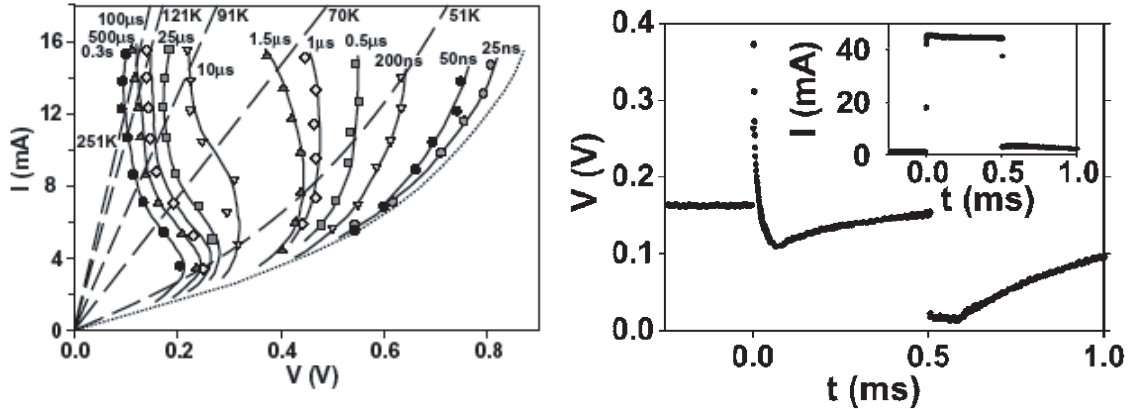 100µs 121K 91K 70K 51K
16
500µs 25µs 1.5µs 1µs 0.5µs 25ns
0.3s 200ns 50ns
10µs
12
251K
I (mA)
8
4
0
0.0 0.2 0.4 0.6 0.8
V (V)
0.4
0.3
0.2
0.1
0.0
V (V)
0.0 0.5 1.0
t (ms)
40
20
0
I (mA)
0.0 0.5 1.0
t (ms)